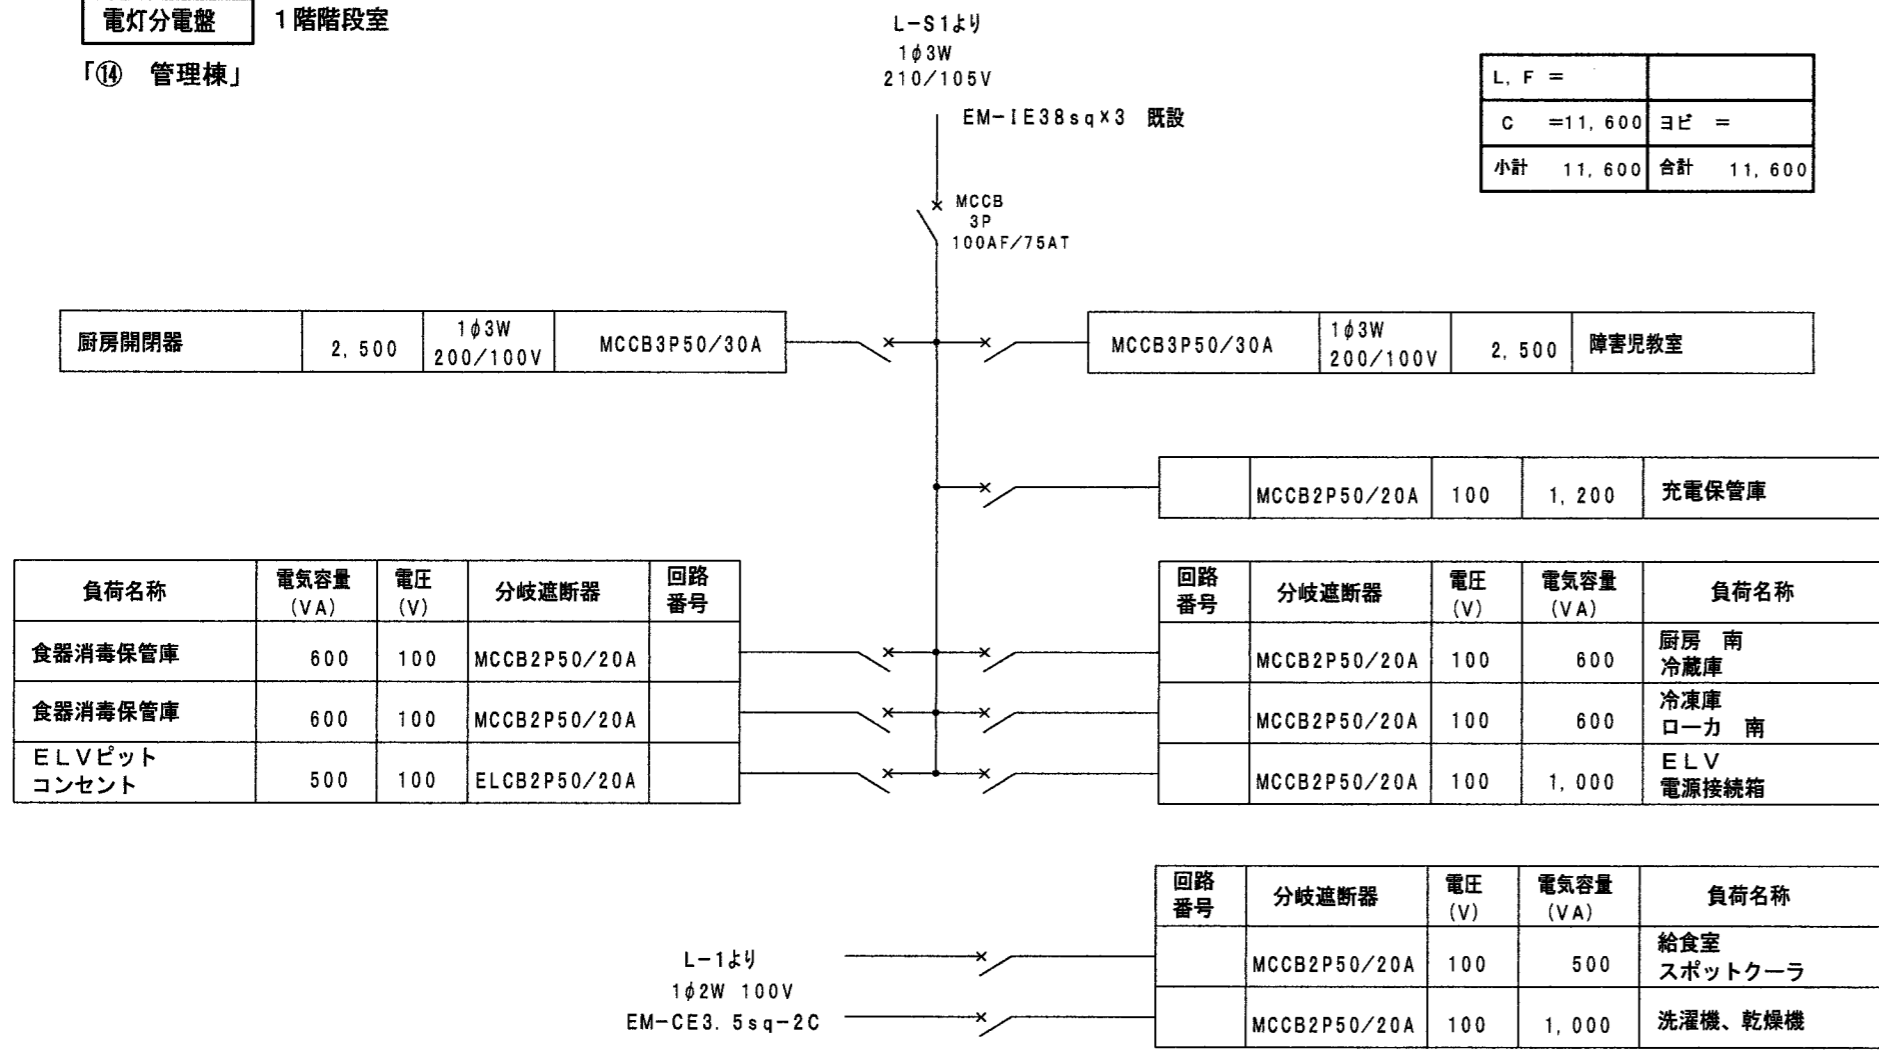 電灯分電盤 1階階段室
「⑭ 管理棟」
L-S1より
1φ3W
210/105V
EM-IE38sq×3 既設
L, F =
C =11, 600 ヨビ =
小計 11, 600 合計 11, 600
MCCB
3P
100AF/75AT
厨房開閉器 2, 500 1φ3W 200/100V MCCB3P50/30A
MCCB3P50/30A 1φ3W 200/100V 2, 500 障害児教室
MCCB2P50/20A 100 1, 200 充電保管庫
負荷名称 電気容量(VA) 電圧(V) 分岐遮断器 回路番号
食器消毒保管庫 600 100 MCCB2P50/20A
食器消毒保管庫 600 100 MCCB2P50/20A
ELVピット
コンセント 500 100 ELCB2P50/20A
回路番号 分岐遮断器 電圧(V) 電気容量(VA) 負荷名称
MCCB2P50/20A 100 600 厨房 南
冷蔵庫
MCCB2P50/20A 100 600 冷凍庫
ローカ 南
MCCB2P50/20A 100 1, 000 ELV
電源接続箱
回路番号 分岐遮断器 電圧(V) 電気容量(VA) 負荷名称
L-1より
1φ2W 100V
EM-CE3. 5sq-2C
MCCB2P50/20A 100 500 給食室
スポットクーラ
MCCB2P50/20A 100 1, 000 洗濯機、乾燥機